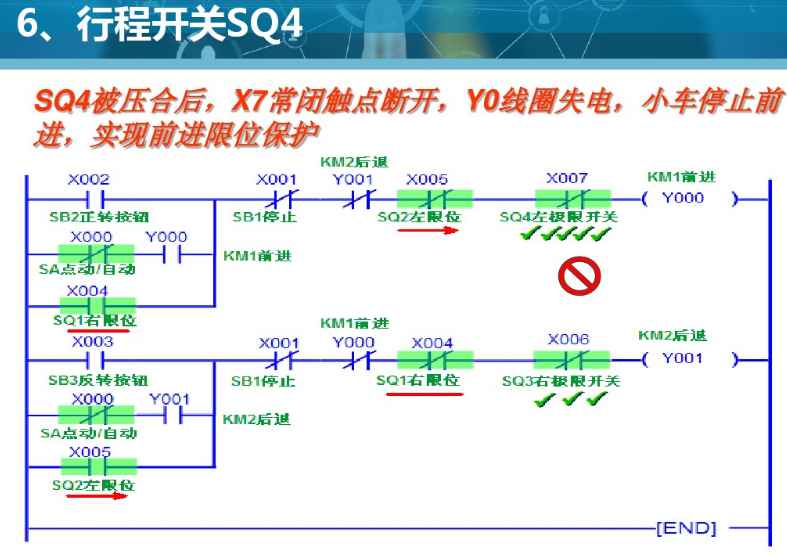 6、行程开关SQ4
SQ4被压合后，X7常闭触点断开，Y0线圈失电，小车停止前
进，实现前进限位保护
KM2后退
X002 X001 Y001 X005 X007 KM1前进
( Y000 )
SB2正转按钮 SB1停止 SQ2左限位 SQ4左极限开关
X000 Y000
KM1前进
SA点动/自动
X004
SQ1右限位
KM1前进
X003 X001 Y000 X004 X006 KM2后退
( Y001 )
SB3反转按钮 SB1停止 SQ1右限位 SQ3右极限开关
X000 Y001
KM2后退
SA点动/自动
X005
SQ2左限位
[END]